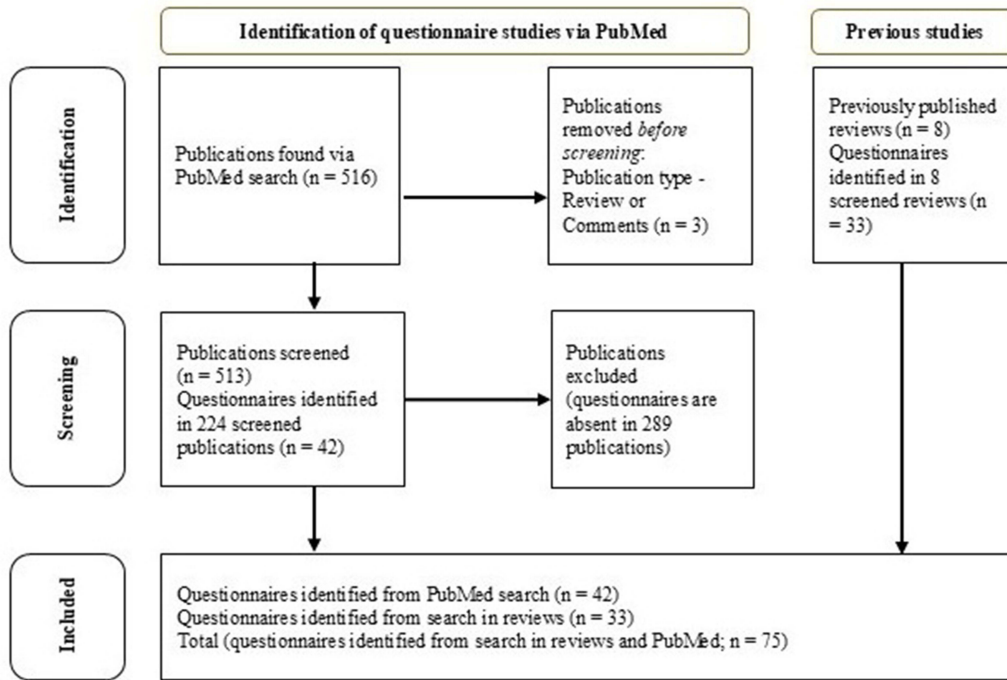 Identification of questionnaire studies via PubMed
Previous studies
Identification
Publications found via
PubMed search (n = 516)
Publications
removed before
screening:
Publication type -
Review or
Comments (n = 3)
Previously published
reviews (n = 8)
Questionnaires
identified in 8
screened reviews (n
= 33)
Screening
Publications screened
(n = 513)
Questionnaires identified
in 224 screened
publications (n = 42)
Publications
excluded
(questionnaires are
absent in 289
publications)
Included
Questionnaires identified from PubMed search (n = 42)
Questionnaires identified from search in reviews (n = 33)
Total (questionnaires identified from search in reviews and PubMed; n = 75)